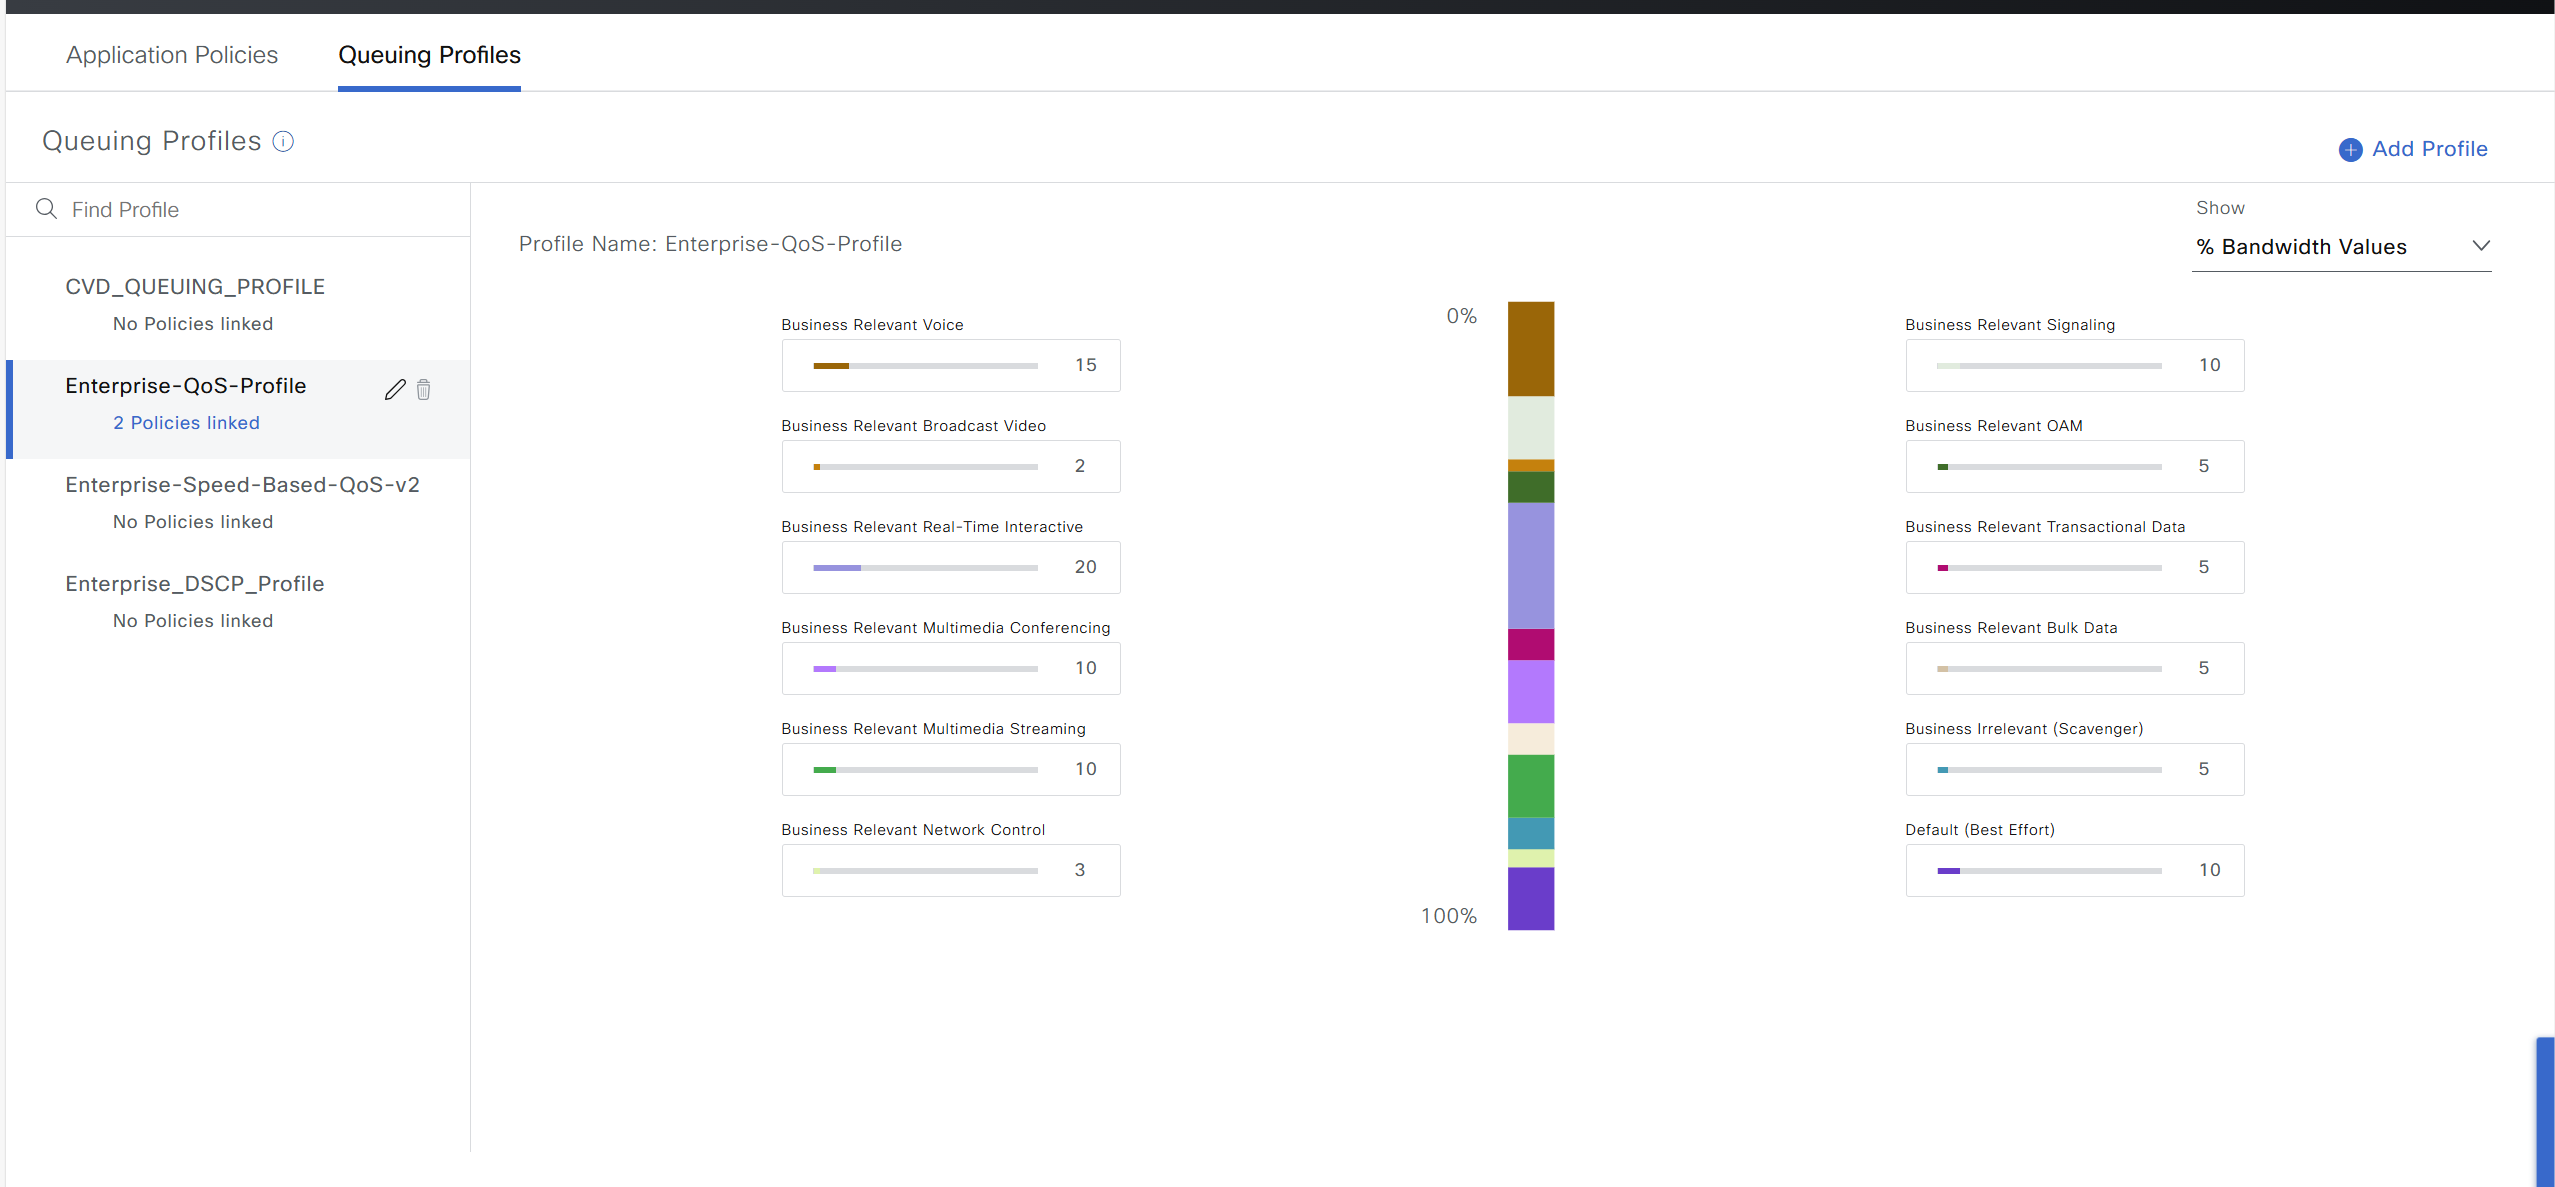 Application Policies
Queuing Profiles
Queuing Profiles
Add Profile
Find Profile
CVD_QUEUING_PROFILE
No Policies linked
Enterprise-QoS-Profile
2 Policies linked
Enterprise-Speed-Based-QoS-v2
No Policies linked
Enterprise_DSCP_Profile
No Policies linked
Profile Name: Enterprise-QoS-Profile
Show
% Bandwidth Values
Business Relevant Voice
15
Business Relevant Broadcast Video
2
Business Relevant Real-Time Interactive
20
Business Relevant Multimedia Conferencing
10
Business Relevant Multimedia Streaming
10
Business Relevant Network Control
3
0%
100%
Business Relevant Signaling
10
Business Relevant OAM
5
Business Relevant Transactional Data
5
Business Relevant Bulk Data
5
Business Irrelevant (Scavenger)
5
Default (Best Effort)
10